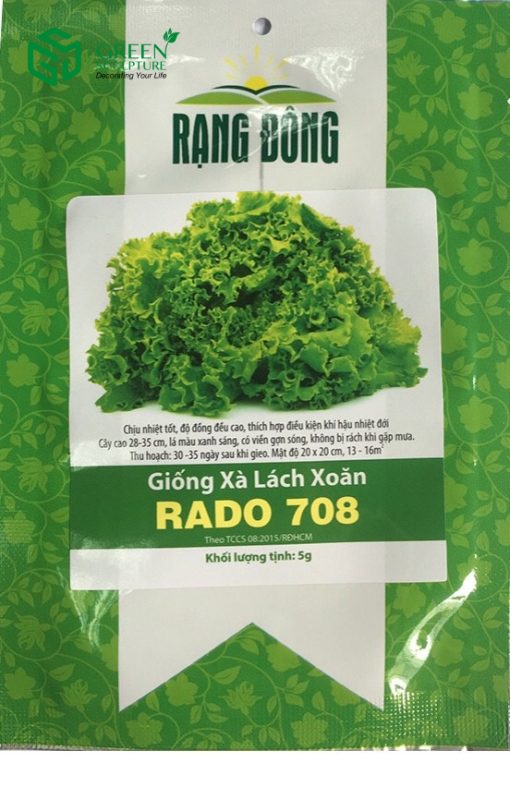 GREEN
SCULPTURE
Decorating Your Life
RẠNG ĐÔNG
Chịu nhiệt tốt, độ đồng đều cao, thích hợp điều kiện khí hậu nhiệt đới
Cây cao 28-35 cm, lá màu xanh sáng, có viền gợn sóng, không bị rách khi gặp mưa.
Thu hoạch: 30 -35 ngày sau khi gieo. Mật độ 20 x 20 cm, 13 - 16m²
Giống Xà Lách Xoăn
RADO 708
Theo TCCS 08:2015/RĐHCM
Khối lượng tịnh: 5g